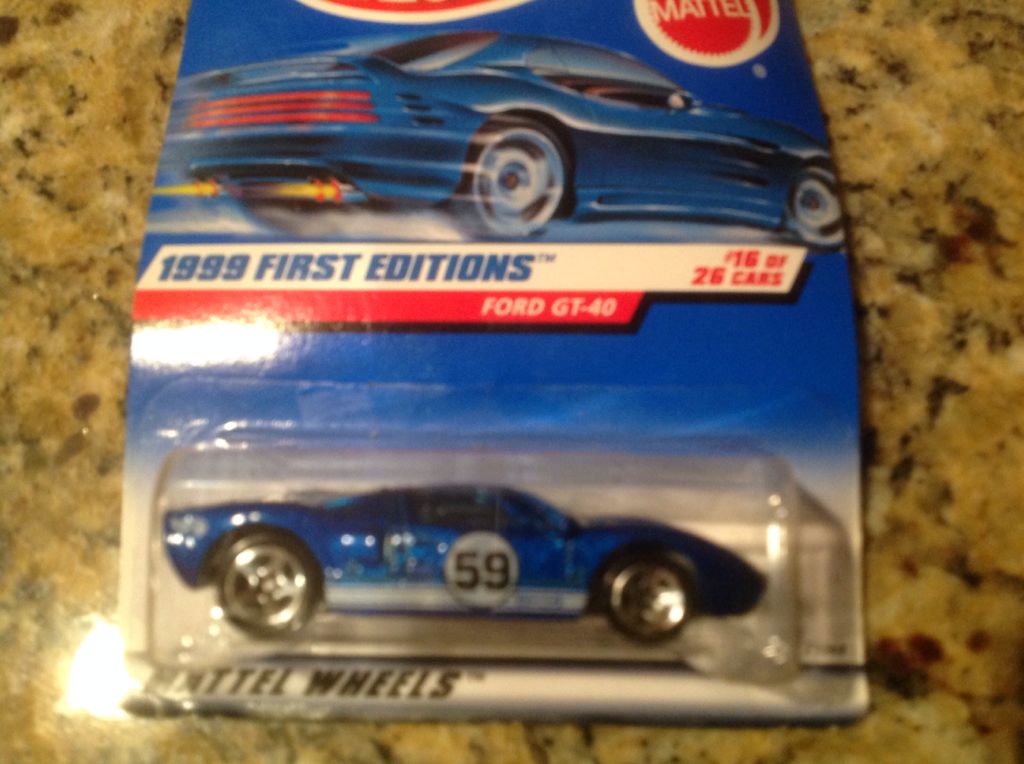 MATTEL
1999 FIRST EDITIONS™
#16 OF
26 CARS
FORD GT-40
59
MATTEL WHEELS™